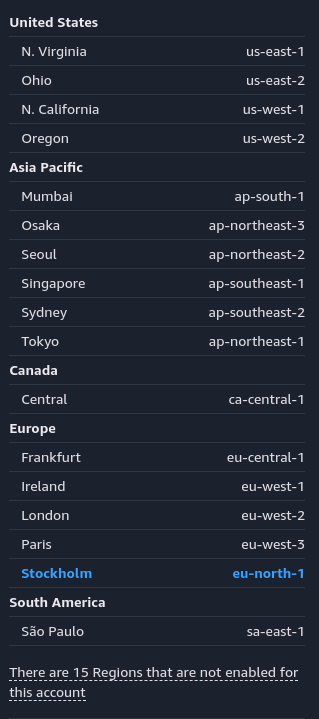 United States
N. Virginia us-east-1
Ohio us-east-2
N. California us-west-1
Oregon us-west-2
Asia Pacific
Mumbai ap-south-1
Osaka ap-northeast-3
Seoul ap-northeast-2
Singapore ap-southeast-1
Sydney ap-southeast-2
Tokyo ap-northeast-1
Canada
Central ca-central-1
Europe
Frankfurt eu-central-1
Ireland eu-west-1
London eu-west-2
Paris eu-west-3
Stockholm eu-north-1
South America
São Paulo sa-east-1
There are 15 Regions that are not enabled for
this account